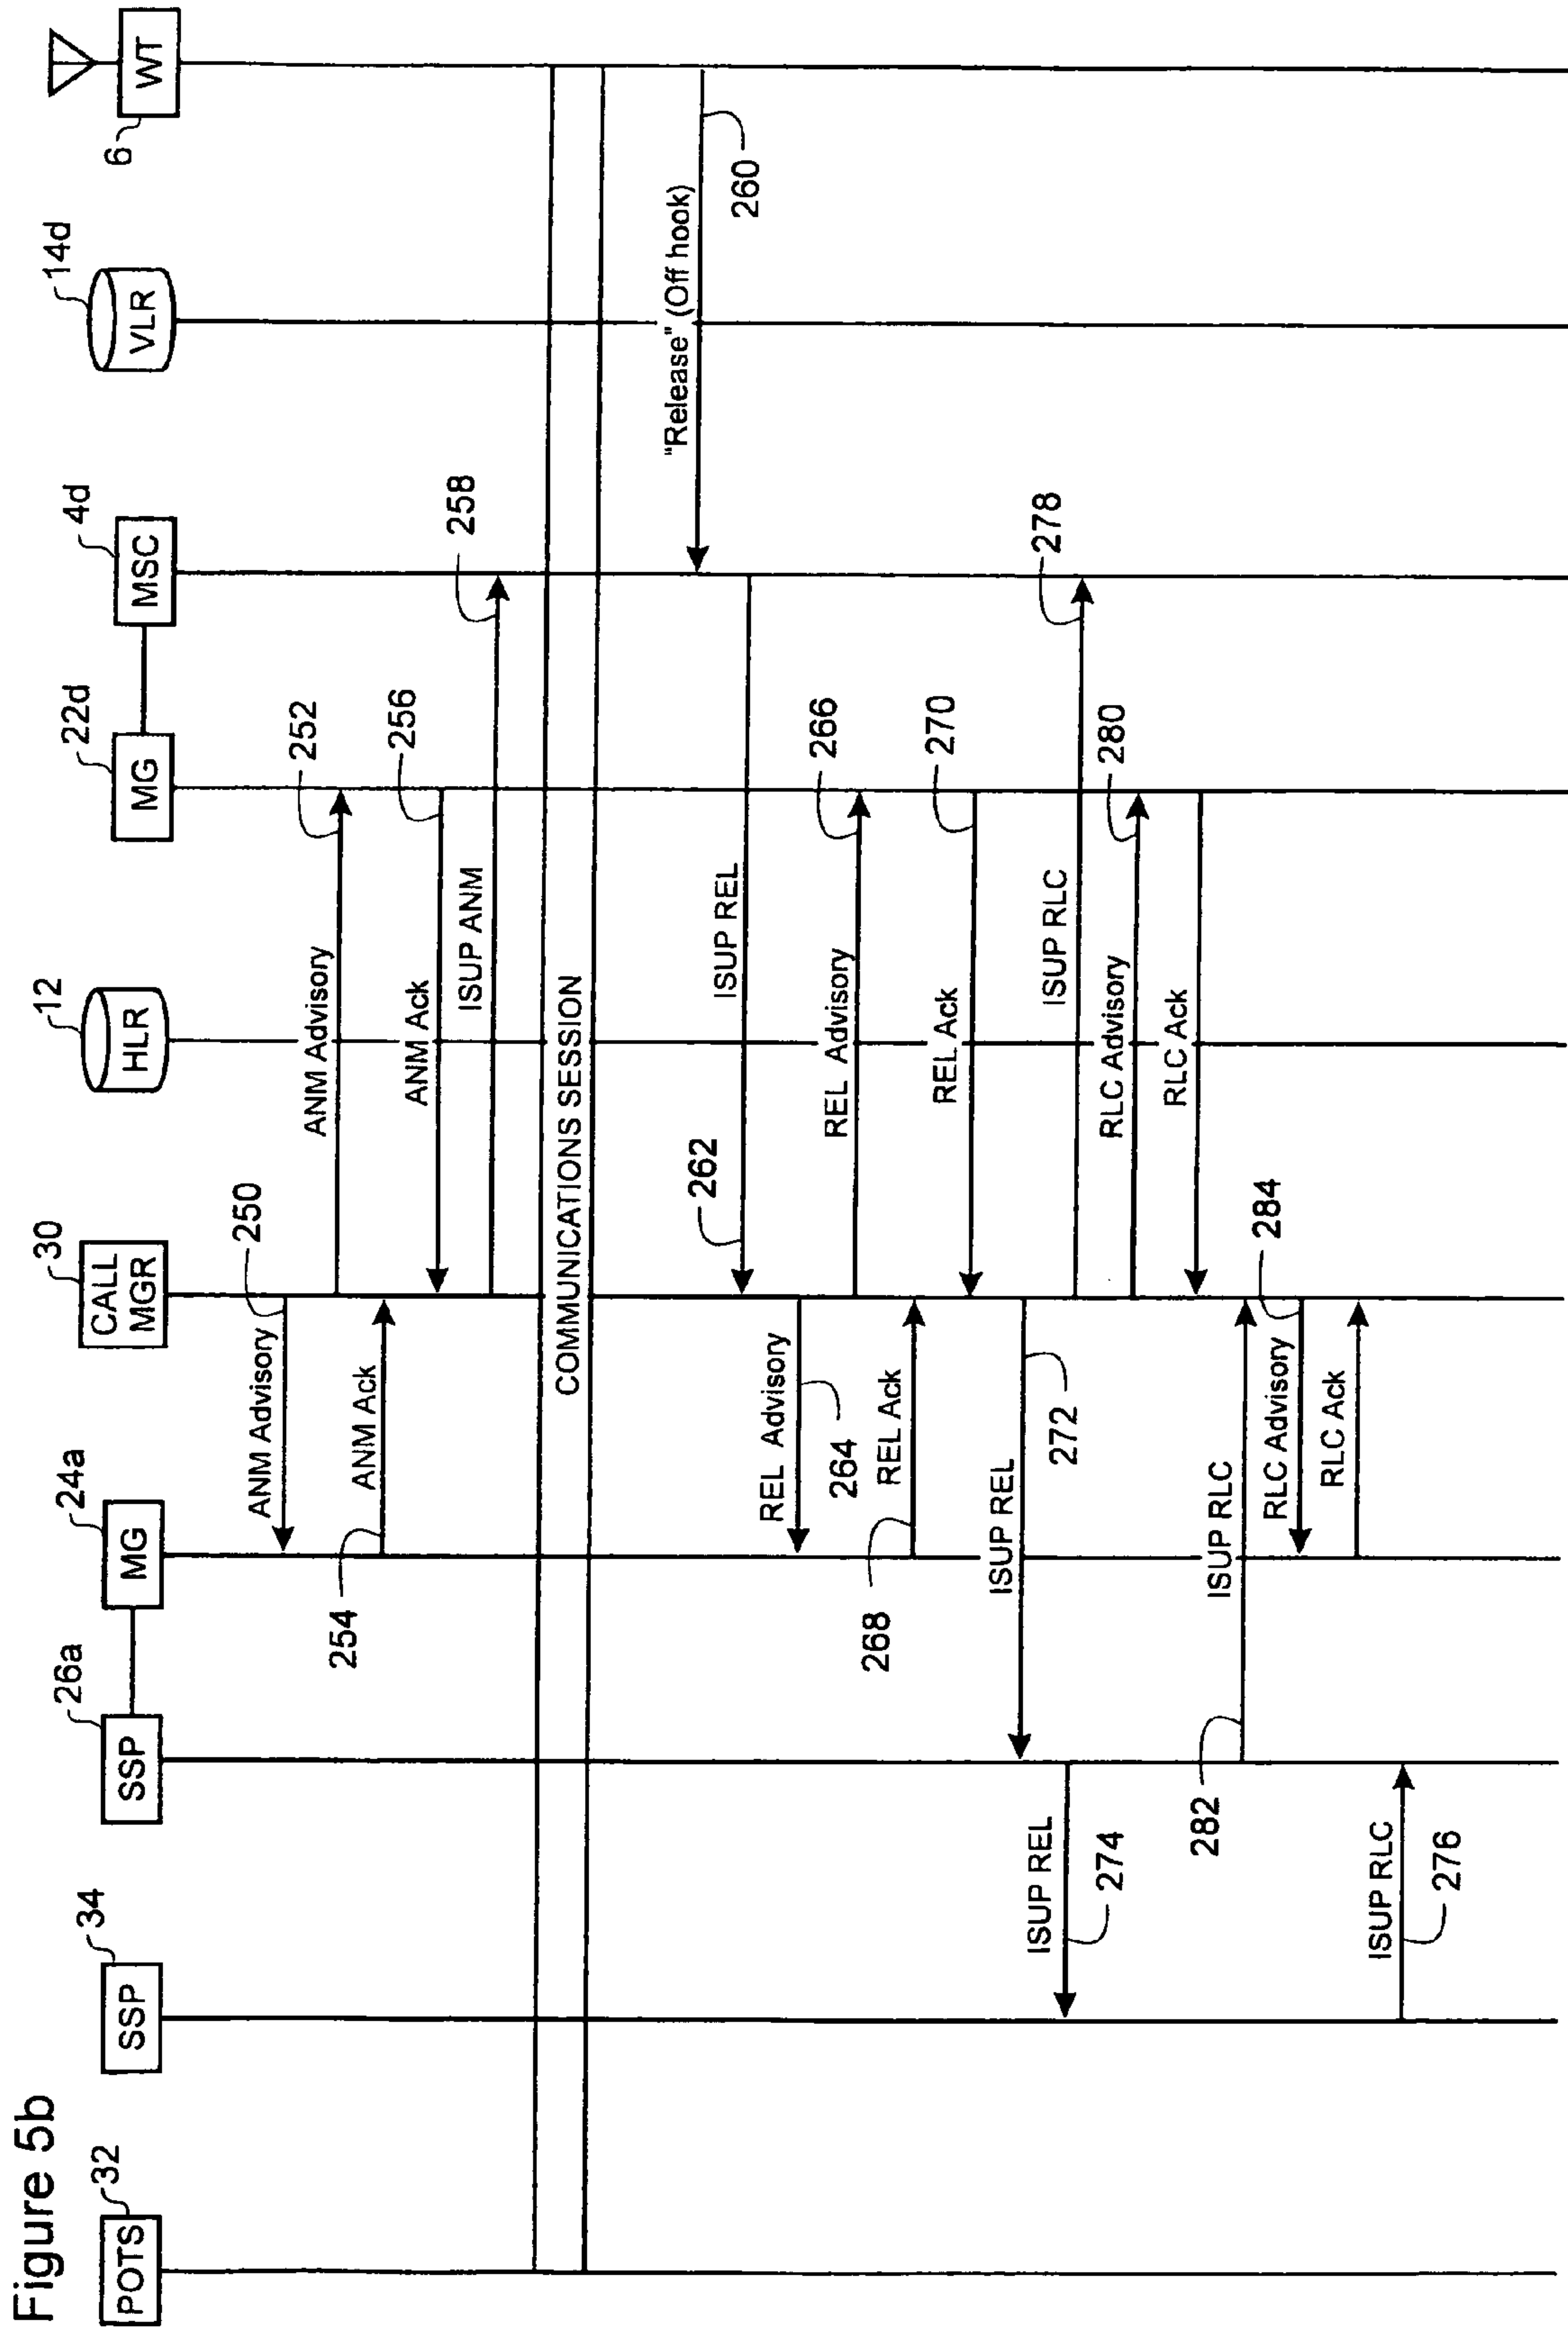 Figure 5b
POTS
32
SSP
34
SSP
26a
MG
24a
CALL
MGR
30
HLR
12
MG
22d
MSC
4d
VLR
14d
WT
6
ANM Advisory
250
ANM Advisory
252
ANM Ack
254
ANM Ack
256
ISUP ANM
258
COMMUNICATIONS SESSION
"Release" (Off hook)
260
ISUP REL
262
REL Advisory
264
REL Advisory
266
REL Ack
268
REL Ack
270
ISUP REL
272
ISUP REL
274
ISUP RLC
278
RLC Advisory
280
RLC Ack
ISUP RLC
282
RLC Advisory
284
RLC Ack
ISUP RLC
276